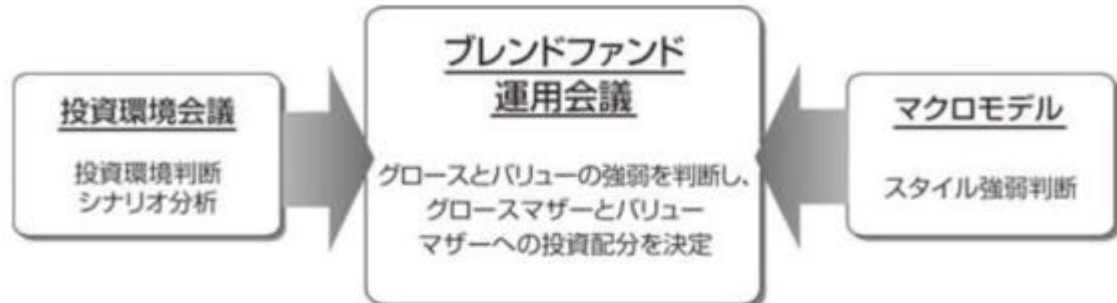 投資環境会議
投資環境判断
シナリオ分析
ブレンドファンド
運用会議
グロースとバリューの強弱を判断し、
グロースマザーとバリュー
マザーへの投資配分を決定
マクロモデル
スタイル強弱判断